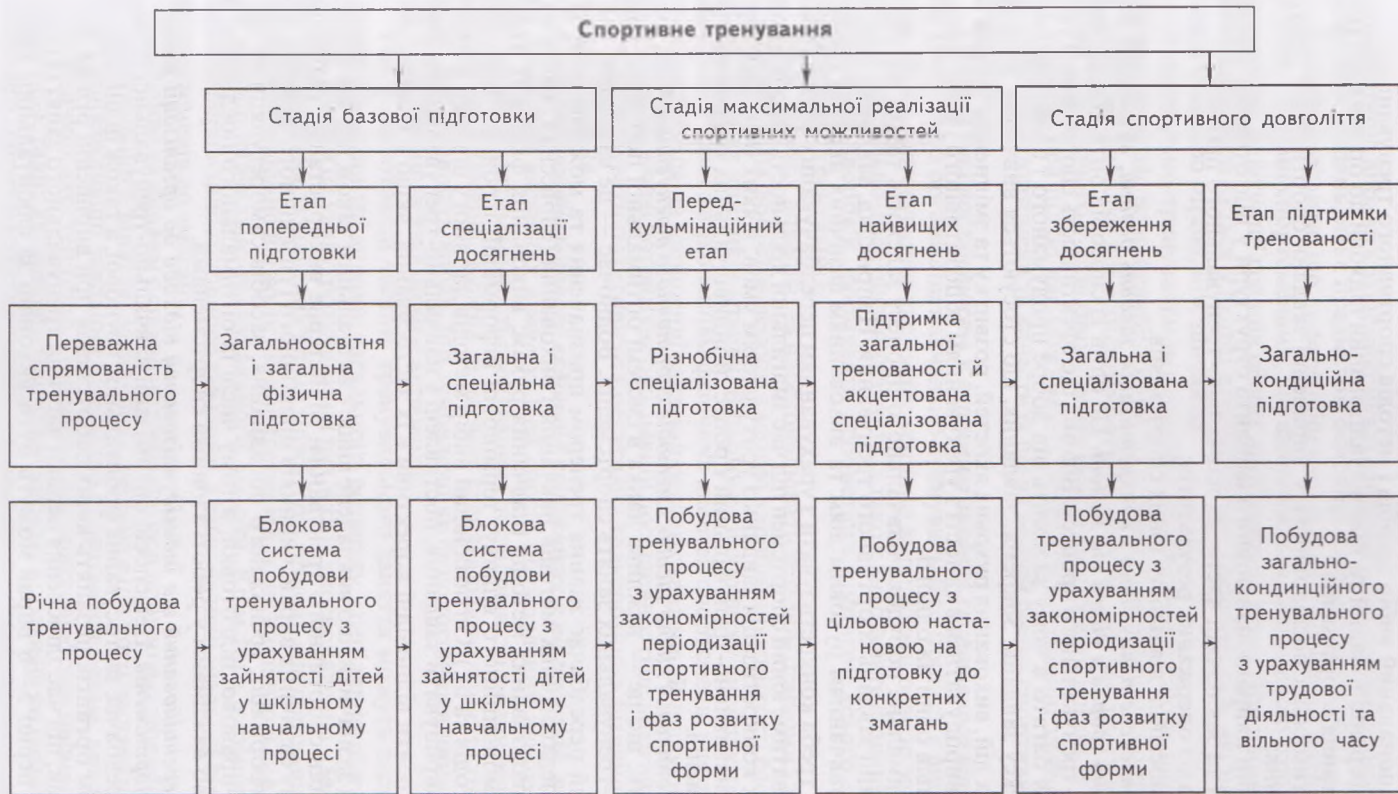 Спортивне тренування
Стадія базової підготовки
Стадія максимальної реалізації
спортивних можливостей
Стадія спортивного довголіття
Етап
попередньої
підготовки
Етап
спеціалізації
досягнень
Перед-
кульмінаційний
етап
Етап
найвищих
досягнень
Етап
збереження
досягнень
Етап підтримки
тренованості
Переважна
спрямованість
тренувального
процесу
Загальноосвітня
і загальна
фізична
підготовка
Загальна і
спеціальна
підготовка
Різнобічна
спеціалізована
підготовка
Підтримка
загальної
тренованості й
акцентована
спеціалізована
підготовка
Загальна і
спеціалізована
підготовка
Загально-
кондиційна
підготовка
Річна побудова
тренувального
процесу
Блокова
система
побудови
тренувального
процесу з
урахуванням
зайнятості дітей
у шкільному
навчальному
процесі
Блокова
система
побудови
тренувального
процесу з
урахуванням
зайнятості дітей
у шкільному
навчальному
процесі
Побудова
тренувального
процесу
з урахуванням
закономірностей
періодизації
спортивного
тренування
і фаз розвитку
спортивної
форми
Побудова
тренувального
процесу з
цільовою наста-
новою на
підготовку до
конкретних
змагань
Побудова
тренувального
процесу з
урахуванням
закономірностей
періодизації
спортивного
тренування
і фаз розвитку
спортивної
форми
Побудова
загально-
кондинційного
тренувального
процесу
з урахуванням
трудової
діяльності та
вільного часу